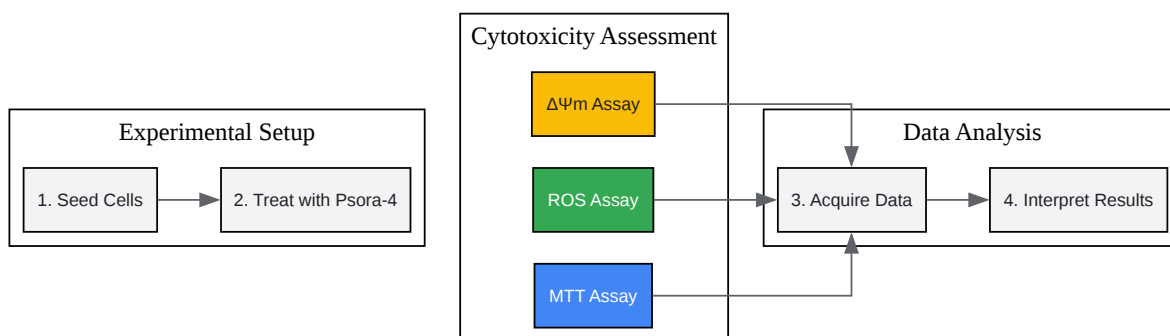 Experimental Setup
1. Seed Cells
2. Treat with Psora-4
Cytotoxicity Assessment
ΔΨm Assay
ROS Assay
MTT Assay
Data Analysis
3. Acquire Data
4. Interpret Results